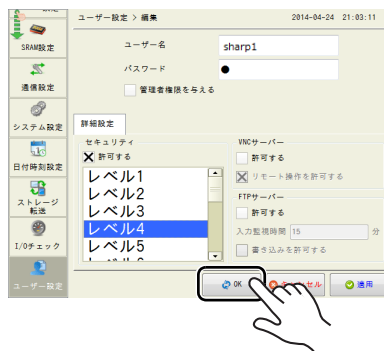 ユーザー設定 > 編集
2014-04-24 21:03:11
SRAM設定
通信設定
システム設定
日付時刻設定
ストレージ
転送
I/Oチェック
ユーザー設定
ユーザー名
sharp1
パスワード
●
管理者権限を与える
詳細設定
セキュリティ
許可する
レベル1
レベル2
レベル3
レベル4
レベル5
VNCサーバー
許可する
リモート操作を許可する
FTPサーバー
許可する
入力監視時間 15 分
書き込みを許可する
OK
適用